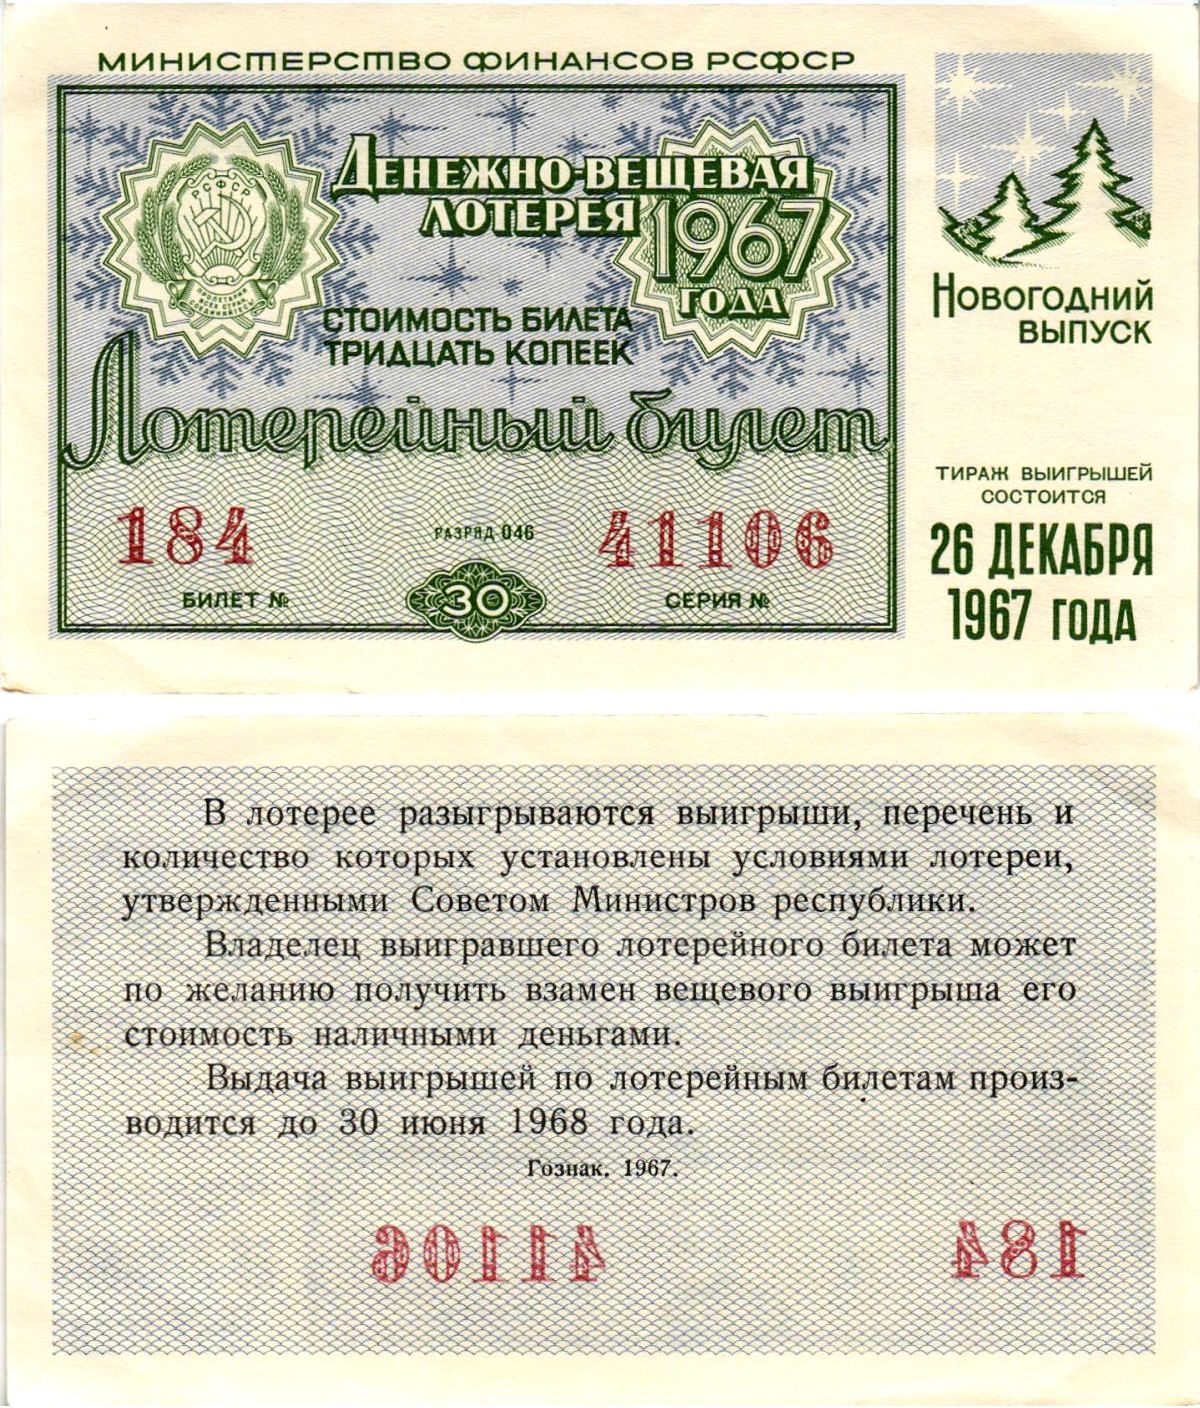 МИНИСТЕРСТВО ФИНАНСОВ РСФСР
РСФСР
ДЕНЕЖНО-ВЕЩЕВАЯ
ЛОТЕРЕЯ 1967
ГОДА
СТОИМОСТЬ БИЛЕТА
ТРИДЦАТЬ КОПЕЕК
Лотерейный билет
184 РАЗРЯД 046 41106
БИЛЕТ № 30 СЕРИЯ №
НОВОГОДНИЙ
ВЫПУСК
ТИРАЖ ВЫИГРЫШЕЙ
СОСТОИТСЯ
26 ДЕКАБРЯ
1967 ГОДА
В лотерее разыгрываются выигрыши, перечень и
количество которых установлены условиями лотереи,
утвержденными Советом Министров республики.
Владелец выигравшего лотерейного билета может
по желанию получить взамен вещевого выигрыша его
стоимость наличными деньгами.
Выдача выигрышей по лотерейным билетам произ-
водится до 30 июня 1968 года.
Гознак. 1967.
41106 184